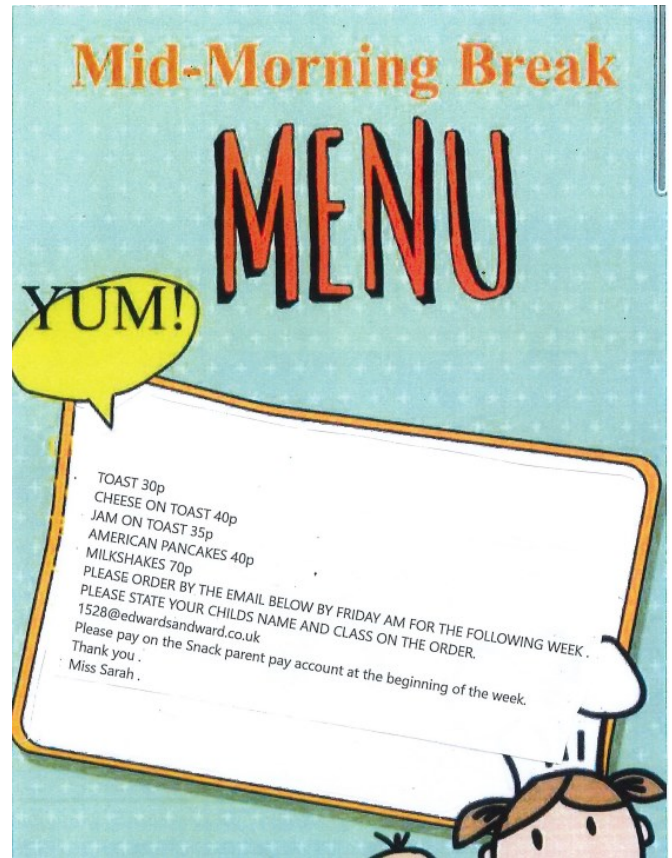 Mid-Morning Break
MENU
YUM!
TOAST 30p
CHEESE ON TOAST 40p
JAM ON TOAST 35p
AMERICAN PANCAKES 40p
MILKSHAKES 70p
PLEASE ORDER BY THE EMAIL BELOW BY FRIDAY AM FOR THE FOLLOWING WEEK .
PLEASE STATE YOUR CHILDS NAME AND CLASS ON THE ORDER.
1528@edwardsandward.co.uk
Please pay on the Snack parent pay account at the beginning of the week.
Thank you .
Miss Sarah .